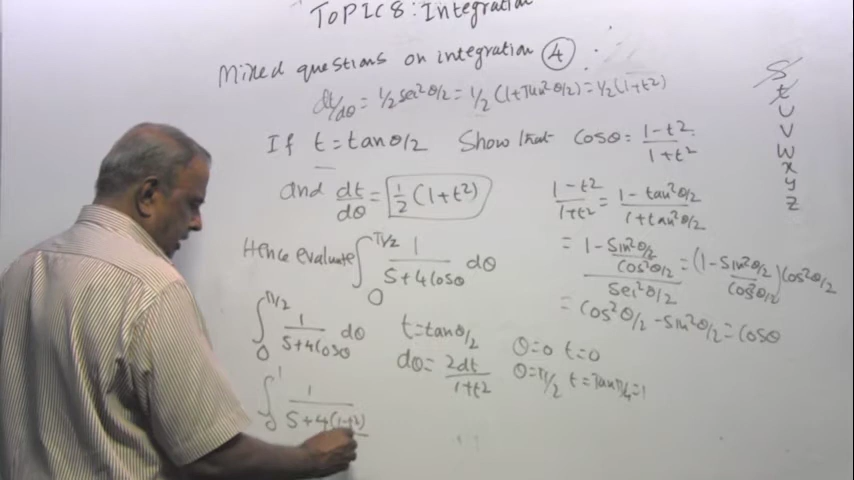 TOPIC 8: Integration
Mixed questions on integration 4
dt/dθ = 1/2 sec²θ/2 = 1/2 (1+Tan²θ/2) = 1/2 (1+t²)
If t = tanθ/2 Show that cosθ = (1-t²)/(1+t²)
and dt/dθ = 1/2 (1+t²)
(1-t²)/(1+t²) = (1-tan²θ/2)/(1+tan²θ/2)
Hence evaluate ∫₀^π/2 1/(5+4cosθ) dθ
= (1-sin²θ/2/cos²θ/2)/(sec²θ/2) = (1-sin²θ/2/cos²θ/2) cos²θ/2
= cos²θ/2 - sin²θ/2 = cosθ
∫₀^π/2 1/(5+4cosθ) dθ
t = tanθ/2
dθ = 2dt/(1+t²)
θ=0 t=0
θ=π/2 t=Tanπ/4=1
∫₀^1 1/(5+4(1-t²)
S
t
U
V
W
X
y
Z